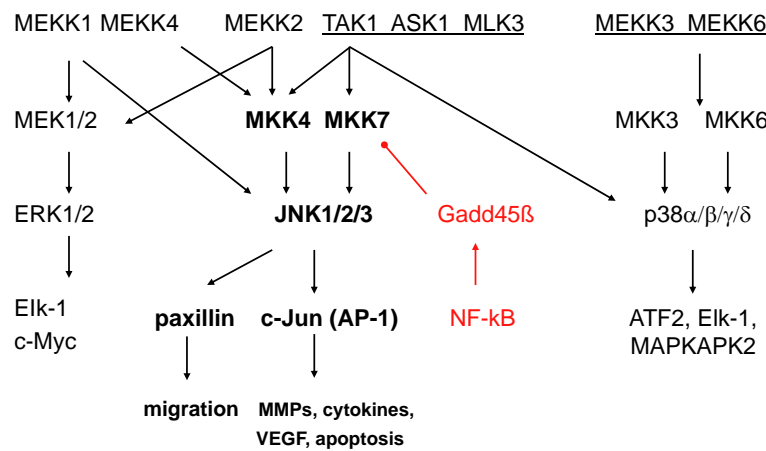 MEKK1 MEKK4 MEKK2 TAK1 ASK1 MLK3 MEKK3 MEKK6
MEK1/2 MKK4 MKK7 MKK3 MKK6
ERK1/2 JNK1/2/3 Gadd45ß p38α/β/γ/δ
Elk-1
c-Myc
paxillin c-Jun (AP-1) NF-kB
ATF2, Elk-1,
MAPKAPK2
migration
MMPs, cytokines,
VEGF, apoptosis